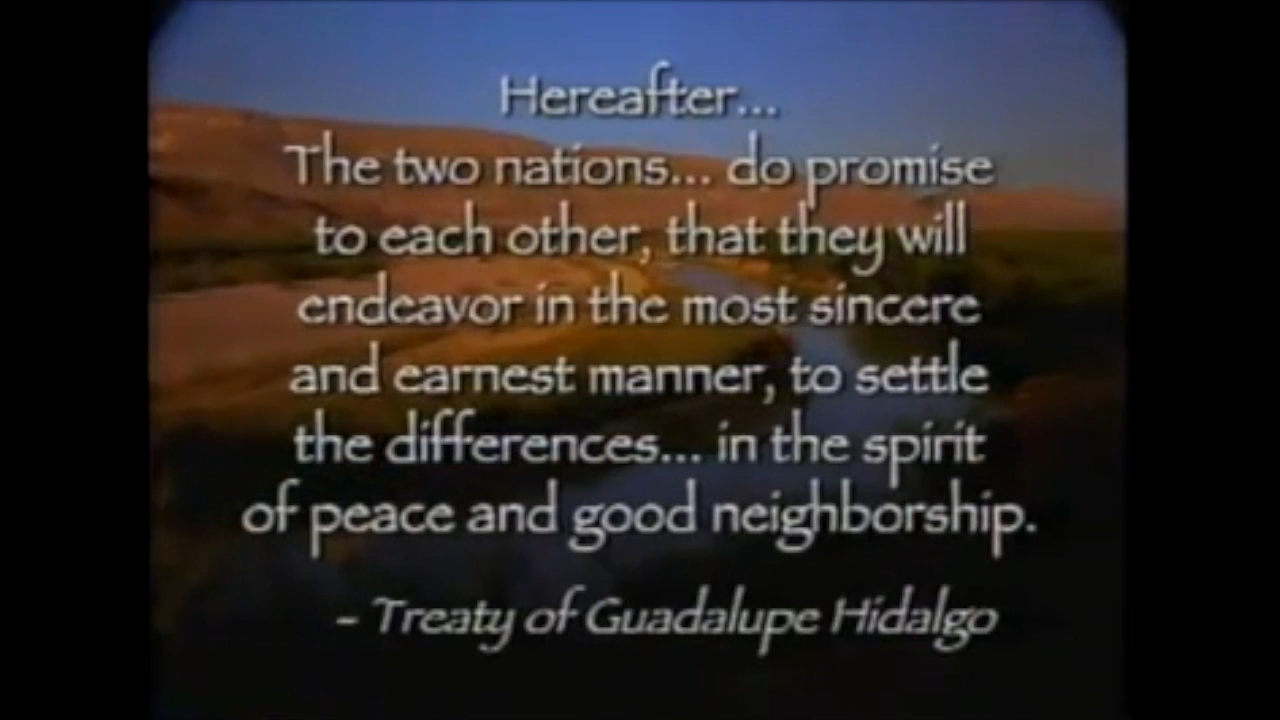 Hereafter...
The two nations... do promise
to each other, that they will
endeavor in the most sincere
and earnest manner, to settle
the differences... in the spirit
of peace and good neighborship.
- Treaty of Guadalupe Hidalgo